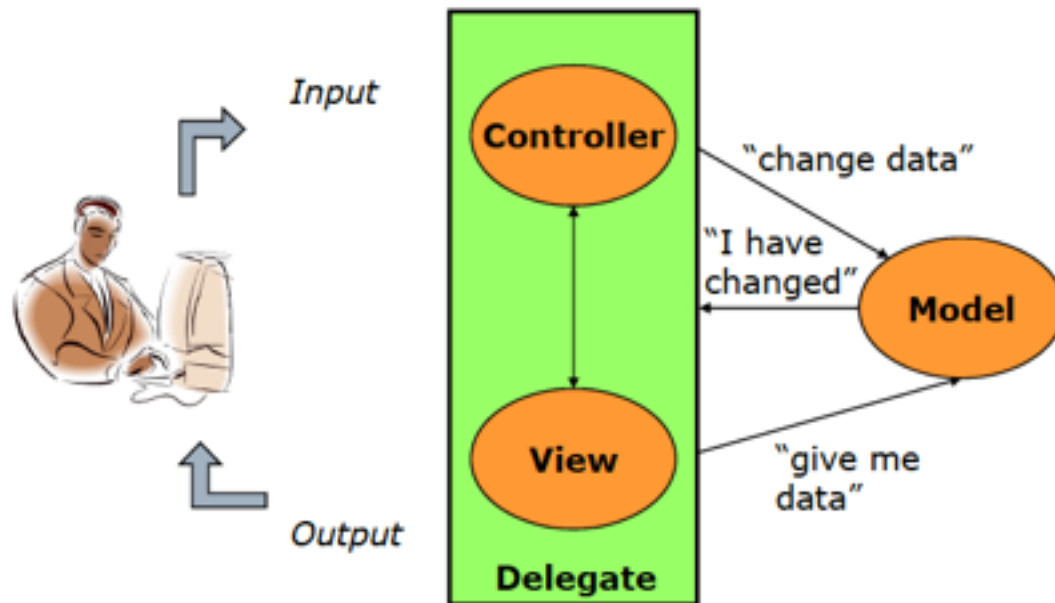 Input
Controller
“change data”
“I have
changed”
Model
View
“give me
data”
Output
Delegate